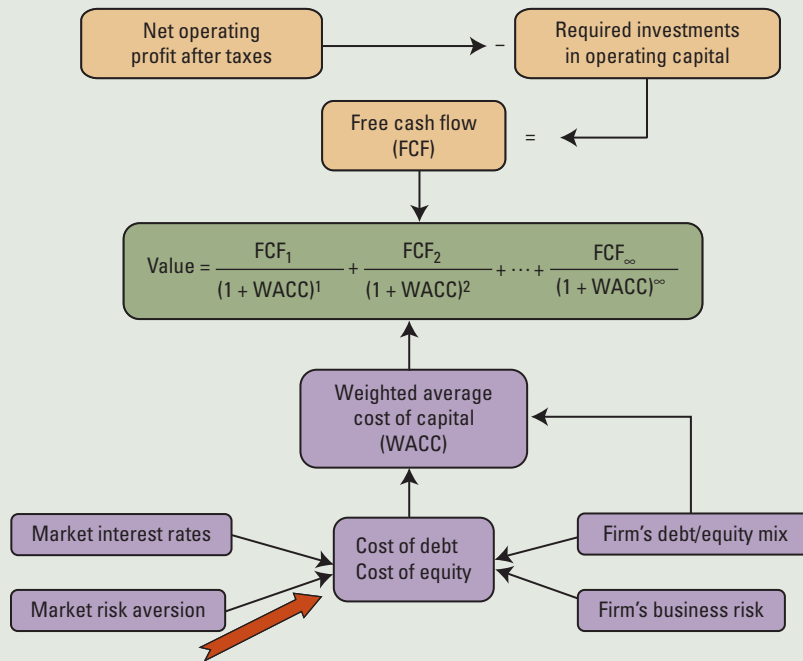 Net operating
profit after taxes
–
Required investments
in operating capital
Free cash flow
(FCF)
=
Value = FCF₁/(1 + WACC)¹ + FCF₂/(1 + WACC)² + ⋯ + FCF∞/(1 + WACC)^∞
Weighted average
cost of capital
(WACC)
Market interest rates
Cost of debt
Cost of equity
Firm's debt/equity mix
Market risk aversion
Firm's business risk